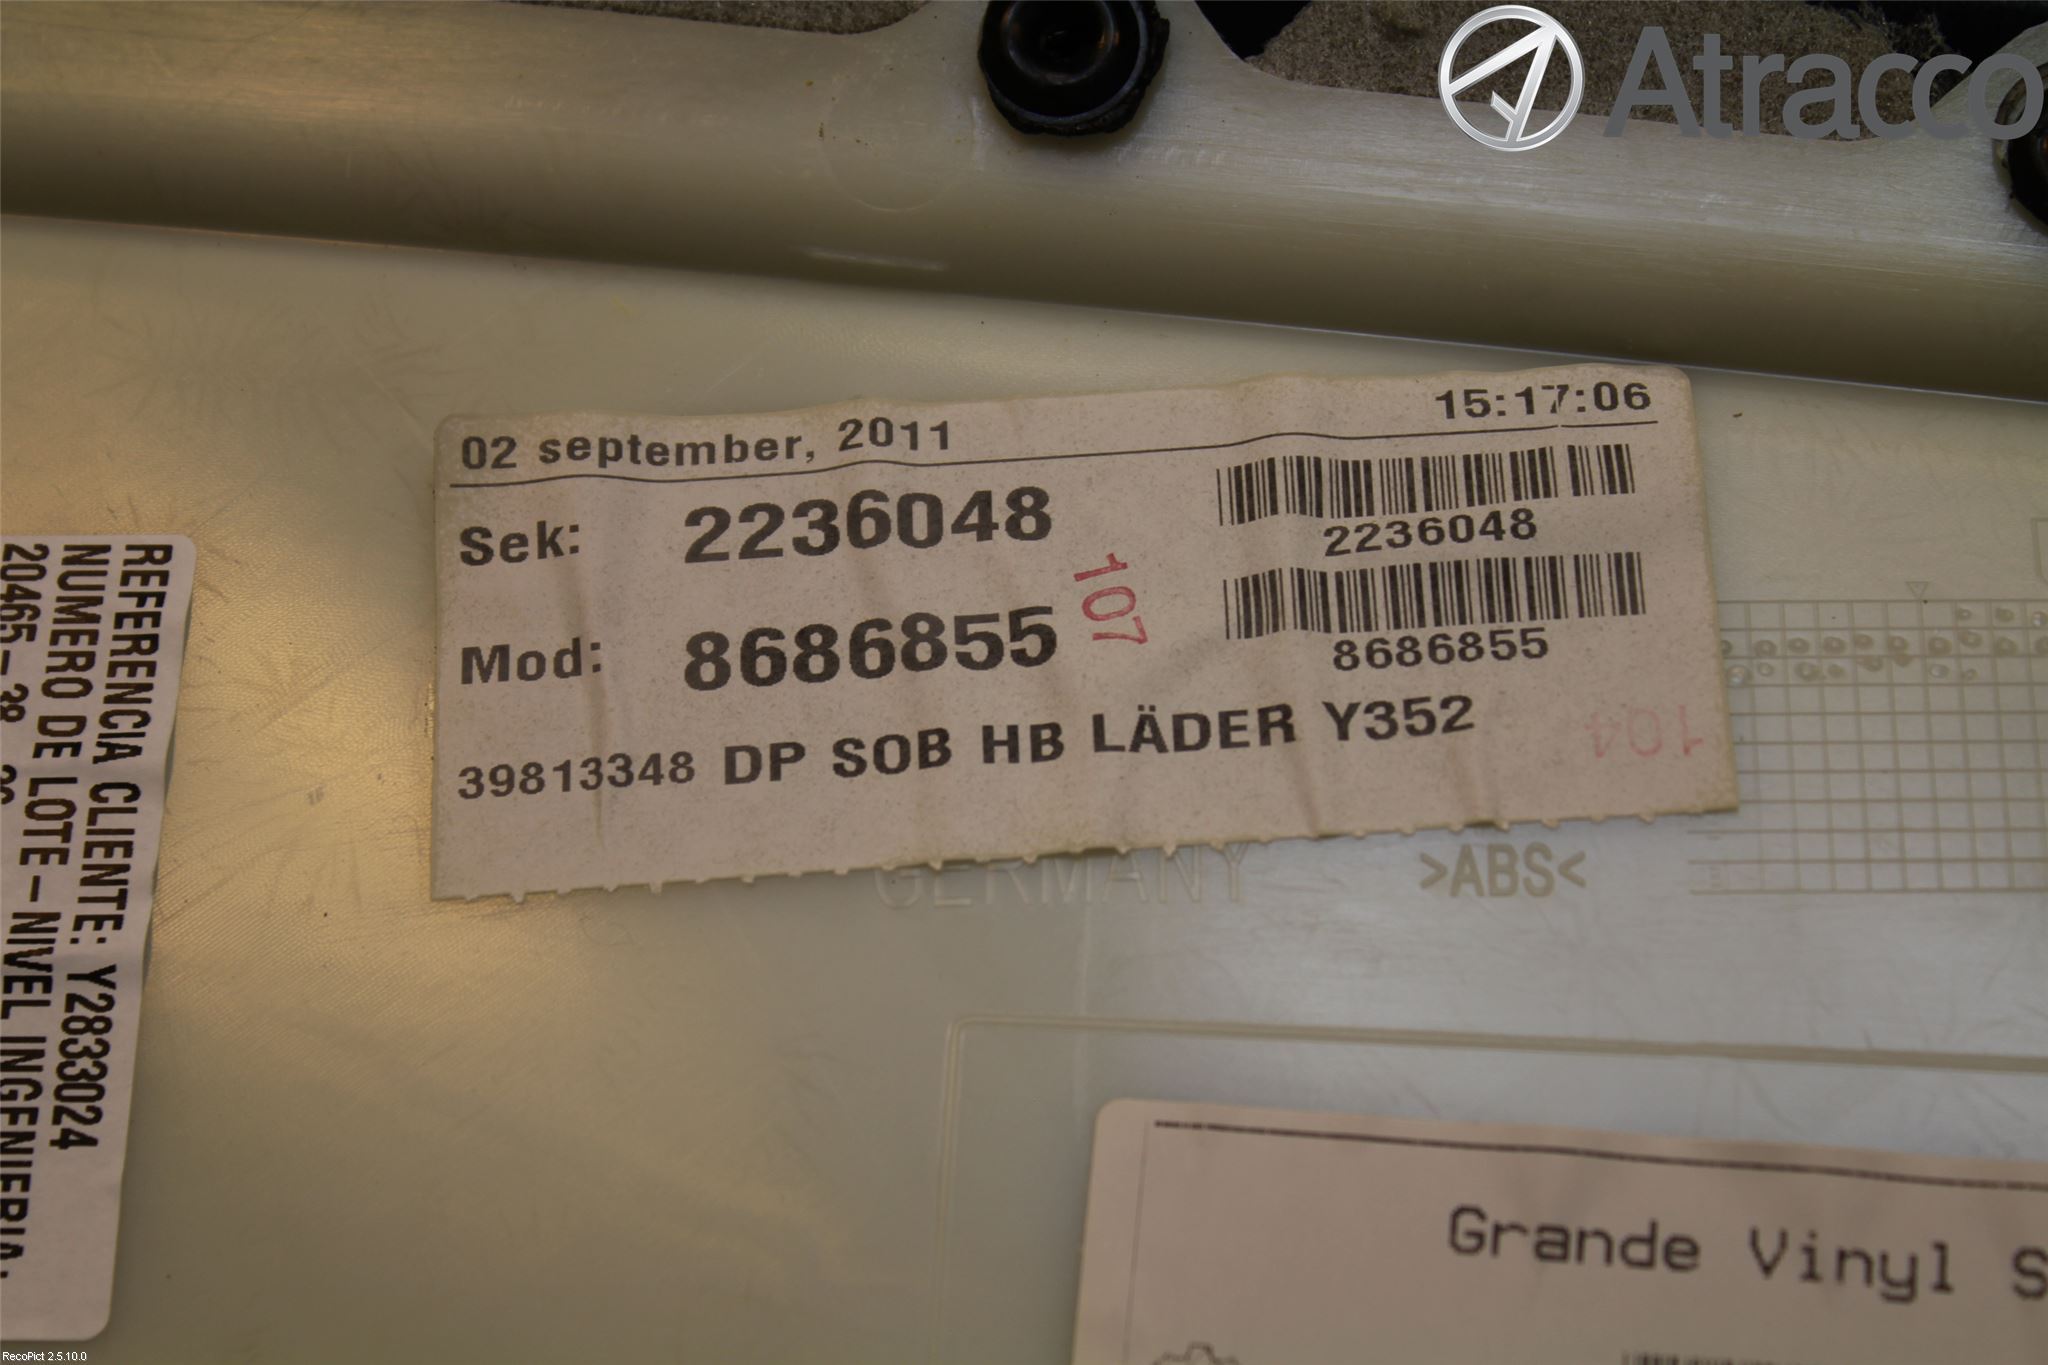 Atracco
02 september, 2011 15:17:06
Sek: 2236048
2236048
Mod: 8686855
107
8686855
39813348 DP SOB HB LÄDER Y352
104
GERMANY
>ABS<
REFERENCIA CLIENTE: Y2833024
NUMERO DE LOTE-NIVEL INGENIERIA.
Grande Vinyl S
RecoPict 2.5.10.0